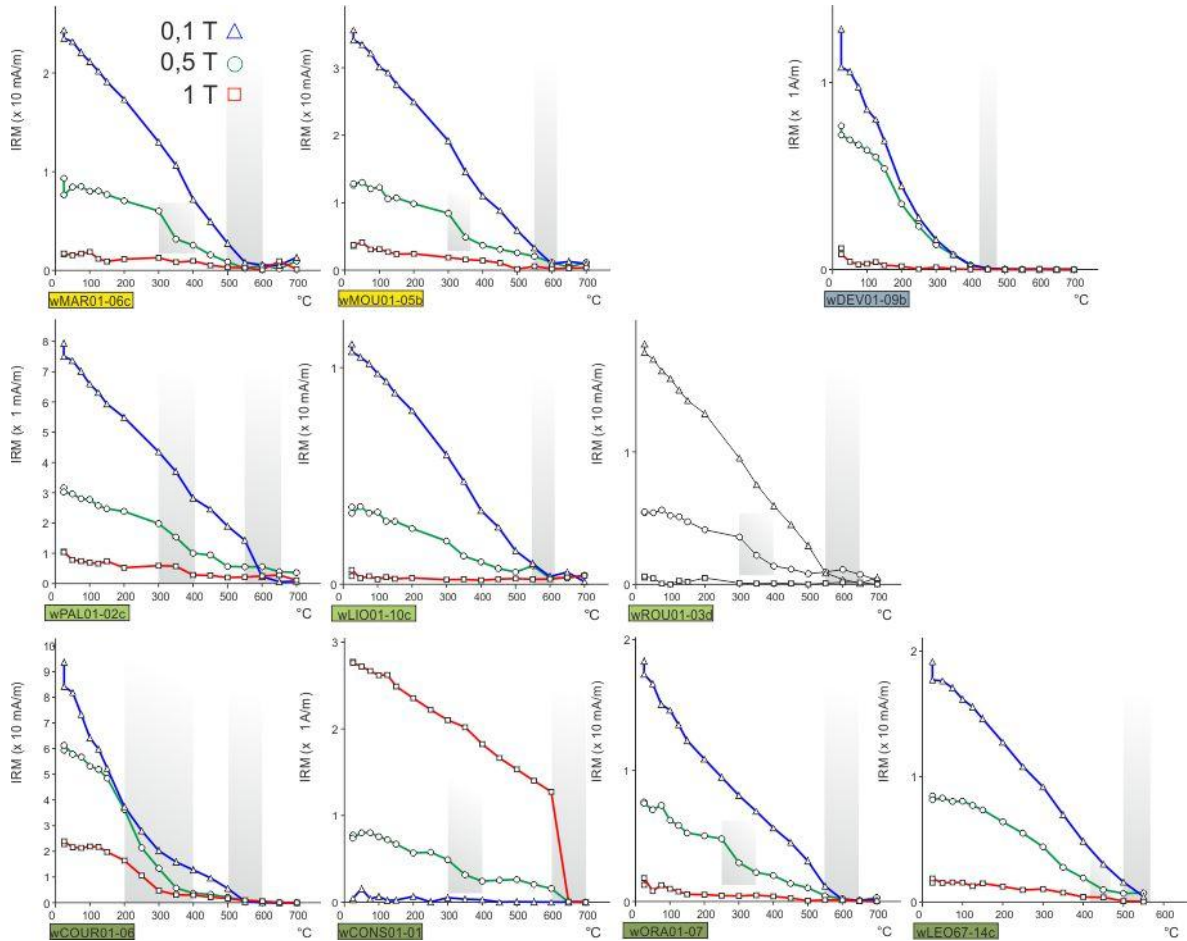 0,1 T
0,5 T
1 T
IRM (x 10 mA/m)
2
1
0
0 100 200 300 400 500 600 700
°C
wMAR01-06c
IRM (x 10 mA/m)
3
2
1
0
0 100 200 300 400 500 600 700
°C
wMOU01-05b
IRM (x 1 A/m)
1
0
0 100 200 300 400 500 600 700
°C
wDEV01-09b
IRM (x 1 mA/m)
8
7
6
5
4
3
2
1
0
0 100 200 300 400 500 600 700
°C
wPAL01-02c
IRM (x 10 mA/m)
1
0
0 100 200 300 400 500 600 700
°C
wLIO01-10c
IRM (x 10 mA/m)
1
0
0 100 200 300 400 500 600 700
°C
wROU01-03d
IRM (x 10 mA/m)
10
9
8
7
6
5
4
3
2
1
0
0 100 200 300 400 500 600 700
°C
wCOUR01-06
IRM (x 1 A/m)
3
2
1
0
0 100 200 300 400 500 600 700
°C
wCONS01-01
IRM (x 10 mA/m)
2
1
0
0 100 200 300 400 500 600 700
°C
wORA01-07
IRM (x 10 mA/m)
2
1
0
0 100 200 300 400 500 600
°C
wLEO67-14c